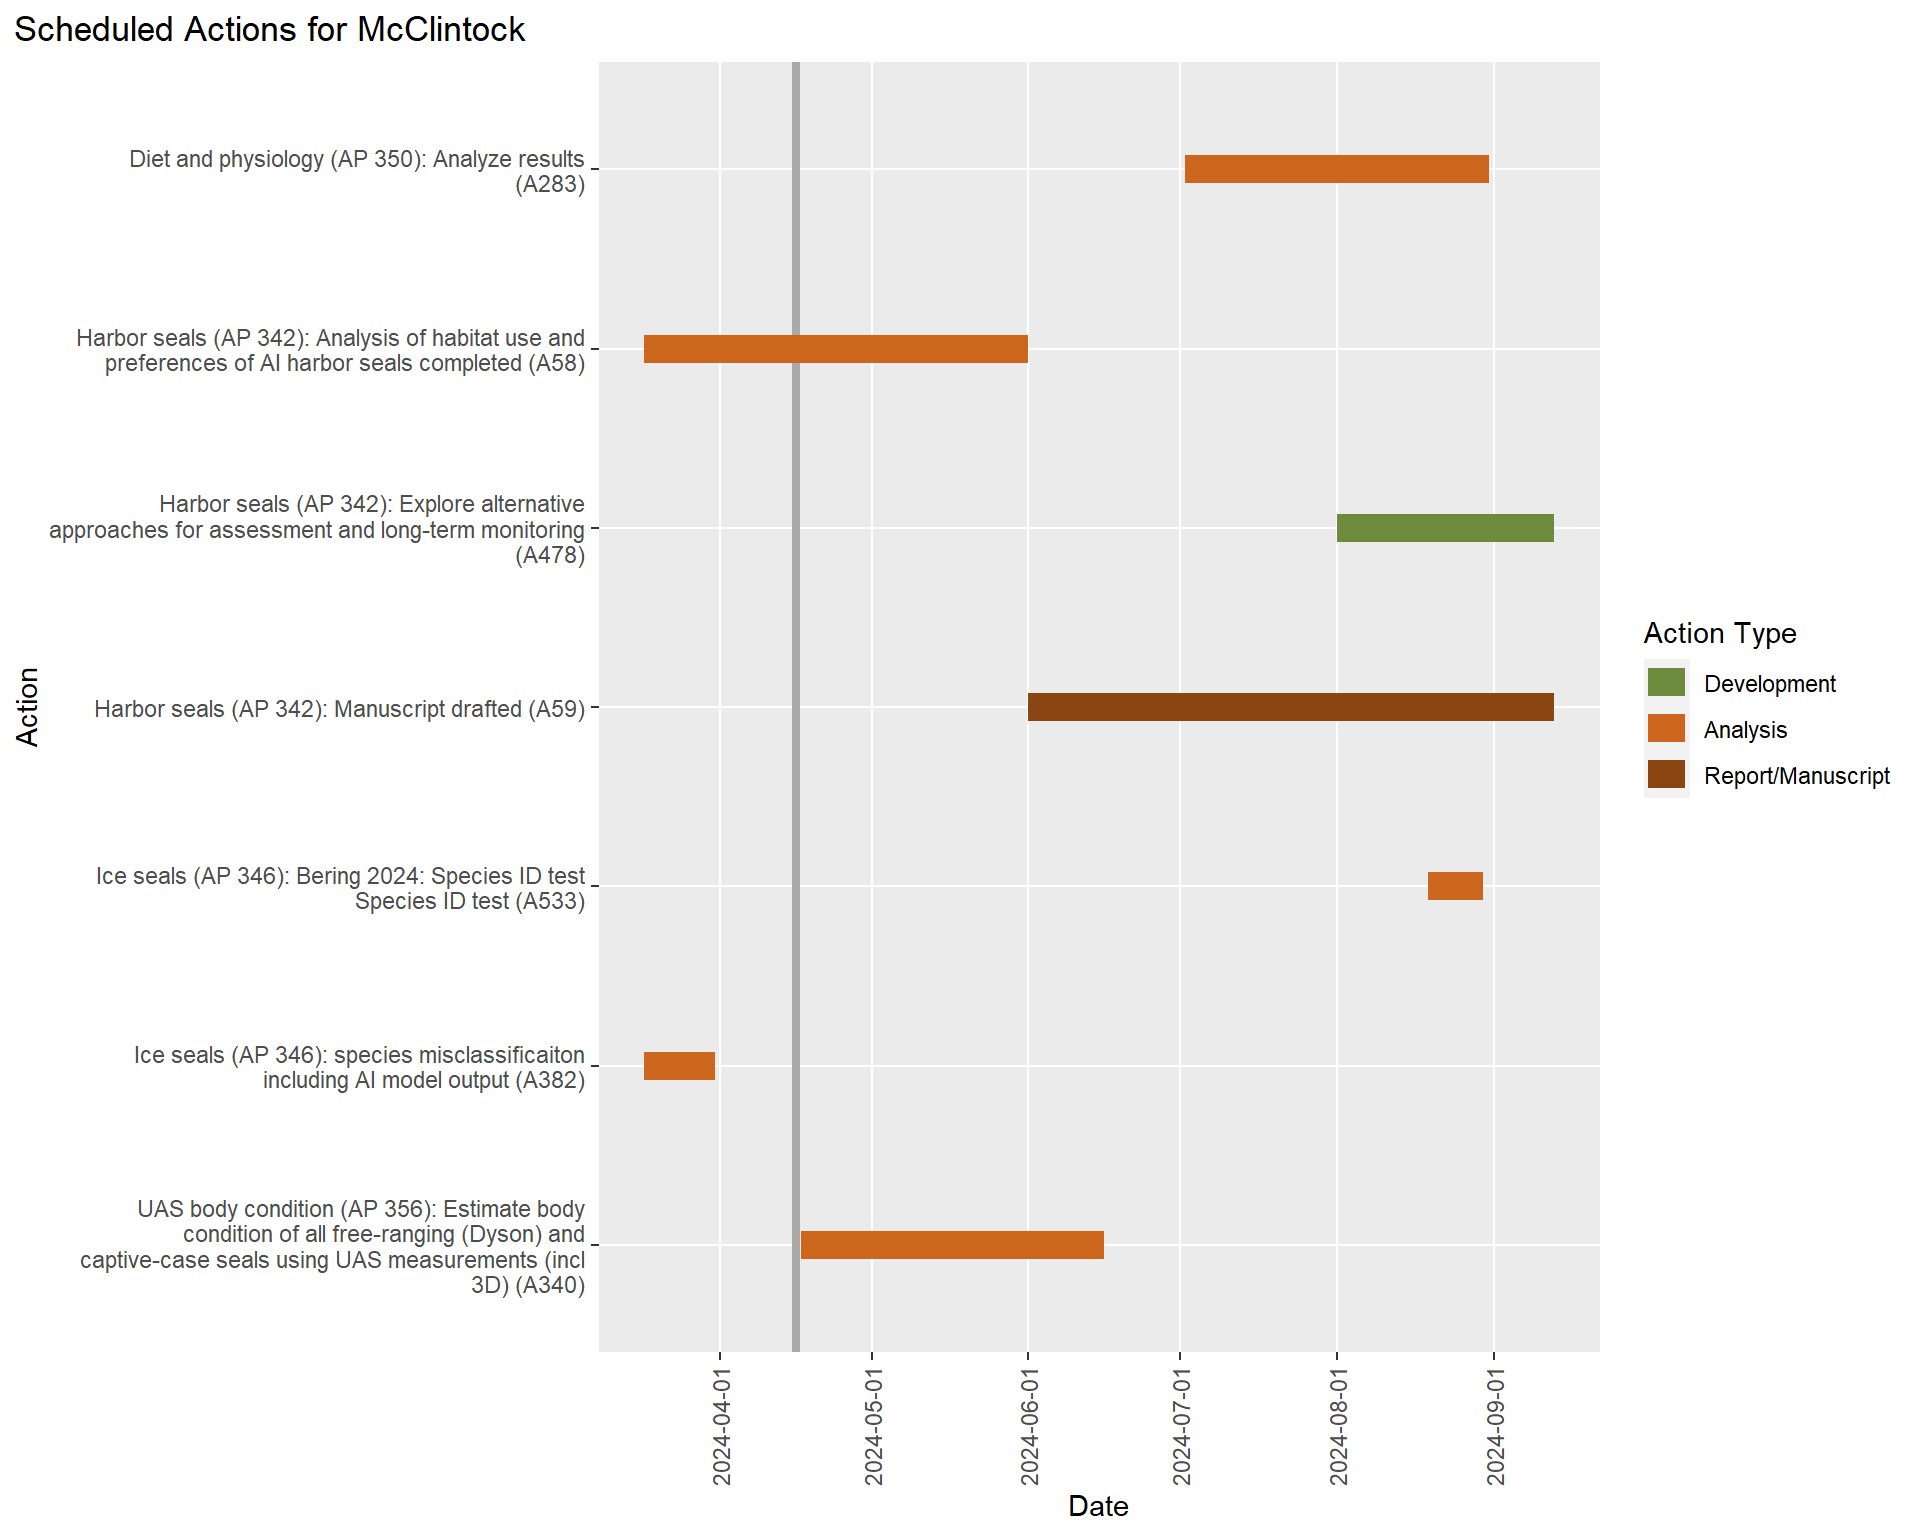 Scheduled Actions for McClintock
Diet and physiology (AP 350): Analyze results
(A283)
Harbor seals (AP 342): Analysis of habitat use and
preferences of AI harbor seals completed (A58)
Harbor seals (AP 342): Explore alternative
approaches for assessment and long-term monitoring
(A478)
Harbor seals (AP 342): Manuscript drafted (A59)
Ice seals (AP 346): Bering 2024: Species ID test
Species ID test (A533)
Ice seals (AP 346): species misclassificaiton
including AI model output (A382)
UAS body condition (AP 356): Estimate body
condition of all free-ranging (Dyson) and
captive-case seals using UAS measurements (incl
3D) (A340)
Action
2024-04-01
2024-05-01
2024-06-01
2024-07-01
2024-08-01
2024-09-01
Date
Action Type
Development
Analysis
Report/Manuscript